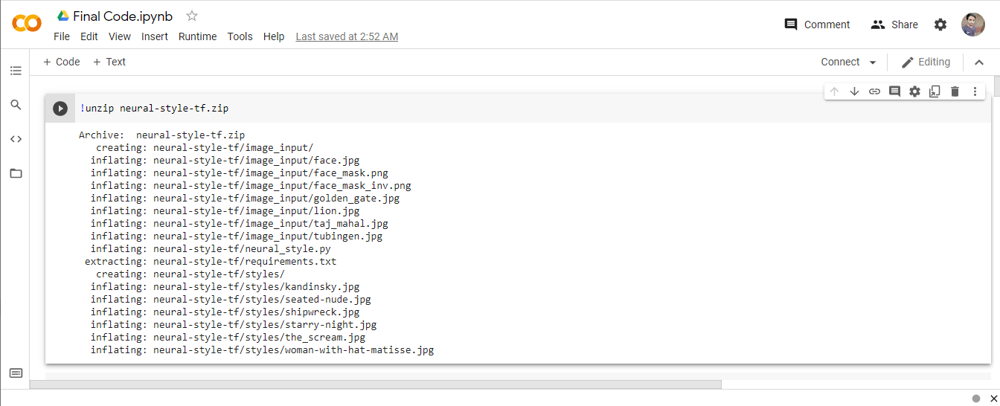 Final Code.ipynb
File Edit View Insert Runtime Tools Help Last saved at 2:52 AM
Comment Share
+ Code + Text
Connect Editing
!unzip neural-style-tf.zip
Archive:  neural-style-tf.zip
creating: neural-style-tf/image_input/
inflating: neural-style-tf/image_input/face.jpg
inflating: neural-style-tf/image_input/face_mask.png
inflating: neural-style-tf/image_input/face_mask_inv.png
inflating: neural-style-tf/image_input/golden_gate.jpg
inflating: neural-style-tf/image_input/lion.jpg
inflating: neural-style-tf/image_input/taj_mahal.jpg
inflating: neural-style-tf/image_input/tubingen.jpg
inflating: neural-style-tf/neural_style.py
extracting: neural-style-tf/requirements.txt
creating: neural-style-tf/styles/
inflating: neural-style-tf/styles/kandinsky.jpg
inflating: neural-style-tf/styles/seated-nude.jpg
inflating: neural-style-tf/styles/shipwreck.jpg
inflating: neural-style-tf/styles/starry-night.jpg
inflating: neural-style-tf/styles/the_scream.jpg
inflating: neural-style-tf/styles/woman-with-hat-matisse.jpg